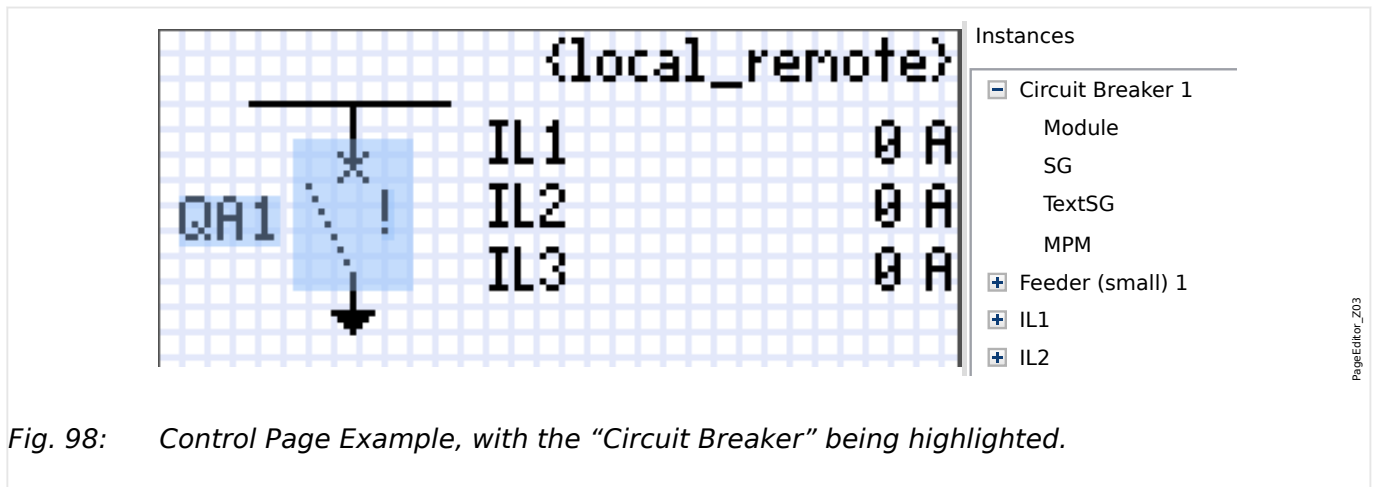 {local_remote}
IL1 0 A
QA1 !
IL2 0 A
IL3 0 A
Instances
Circuit Breaker 1
Module
SG
TextSG
MPM
Feeder (small) 1
IL1
IL2
PageEditor_Z03
Fig. 98: Control Page Example, with the “Circuit Breaker” being highlighted.